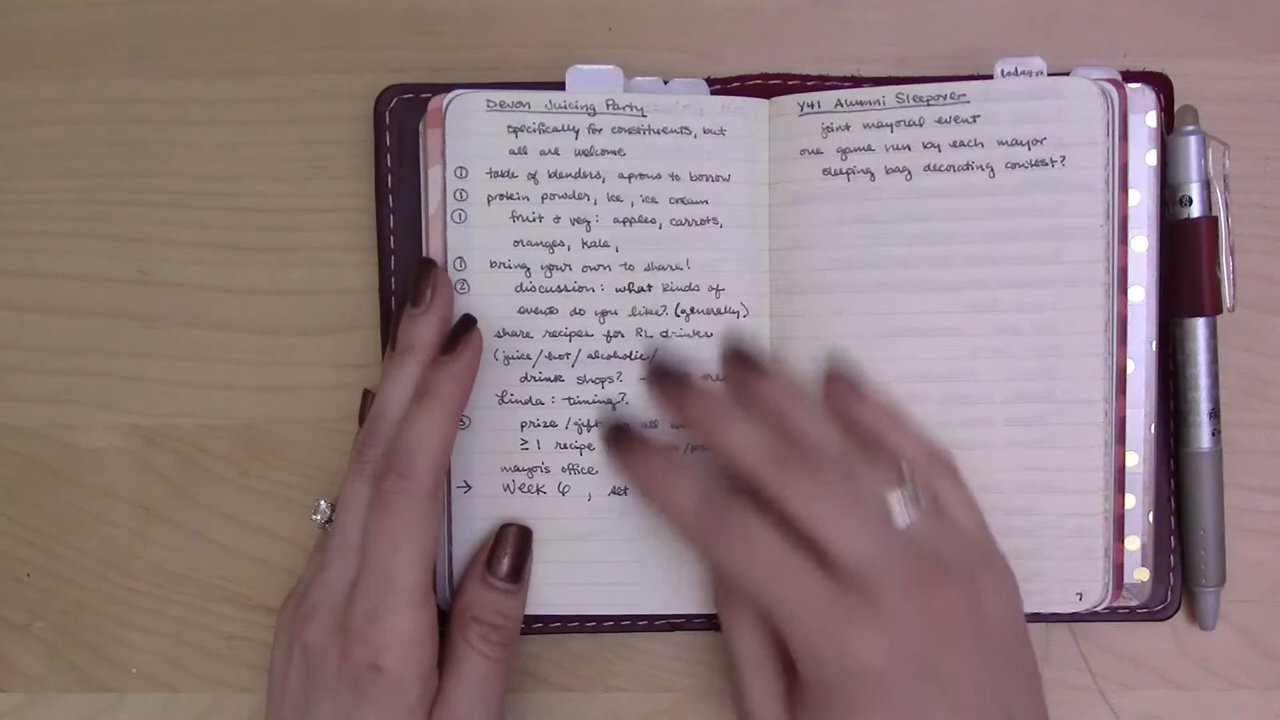 today
Devon Juicing Party
specifically for constituents, but
all are welcome
① table of blenders, aprons to borrow
① protein powder, ice, ice cream
① fruit & veg: apples, carrots,
oranges, kale,
① bring your own to share!
② discussion: what kinds of
events do you like? (generally)
share recipes for RL drinks
(juice/hot/alcoholic/
drink shops?
Linda: timing?
prize/gift all
≥ 1 recipe
mayor's office
→ Week 6, set
Y41 Alumni Sleepover
joint mayoral event
one game run by each mayor
sleeping bag decorating contest?
7